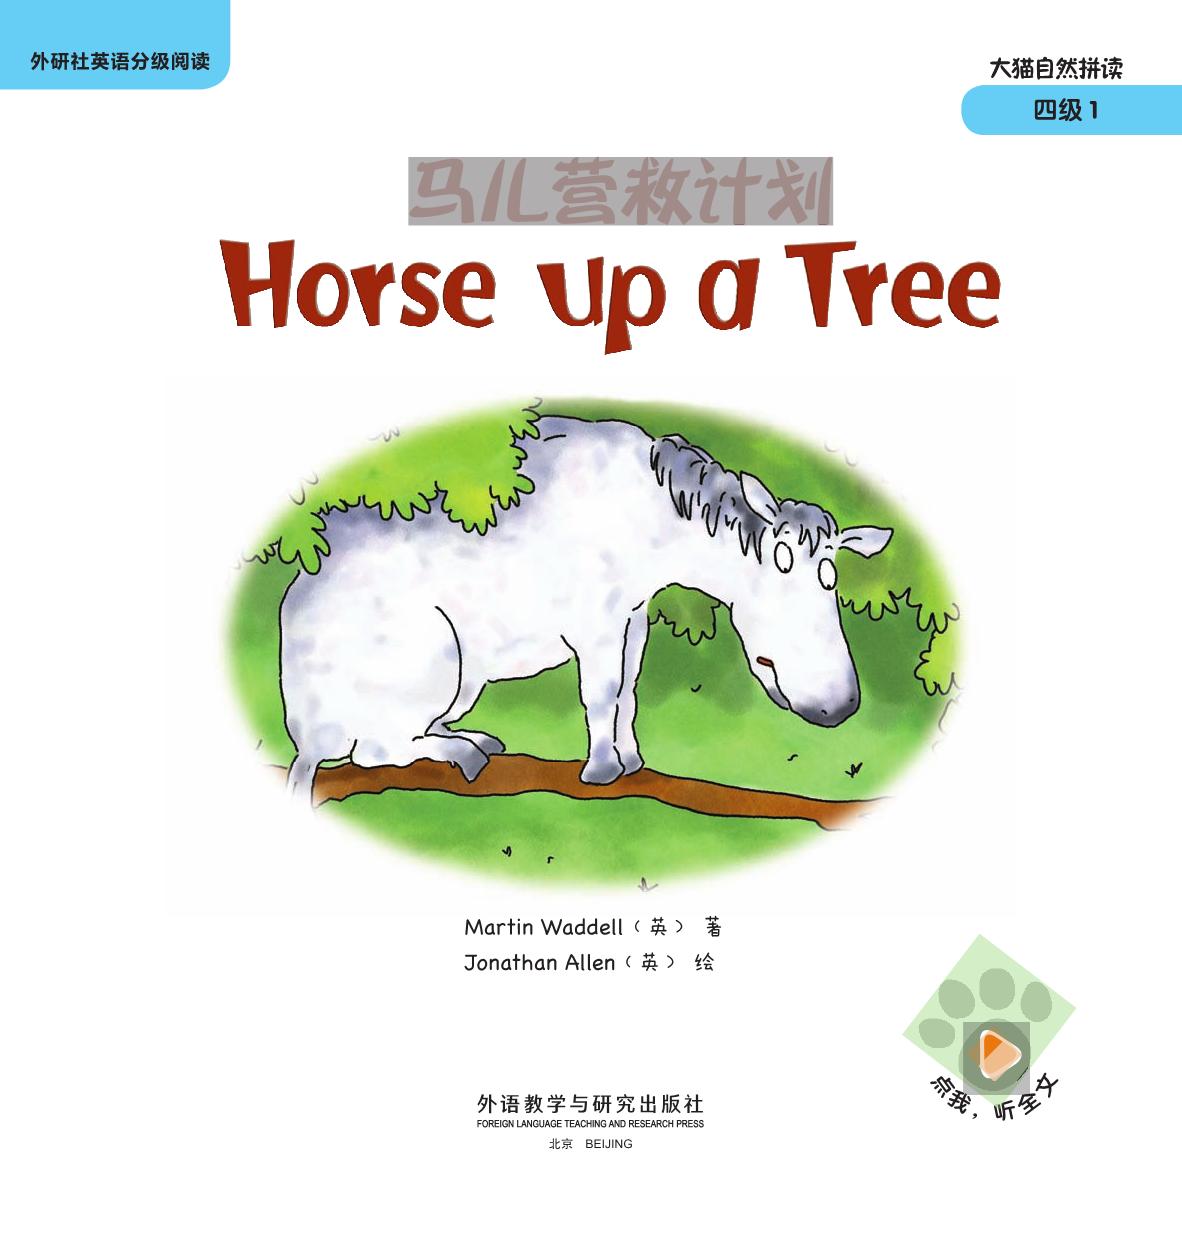 外研社英语分级阅读
大猫自然拼读
四级 1
马儿营救计划
Horse up a Tree
Martin Waddell（英） 著
Jonathan Allen（英） 绘
点我，听全文
外语教学与研究出版社
FOREIGN LANGUAGE TEACHING AND RESEARCH PRESS
北京 BEIJING